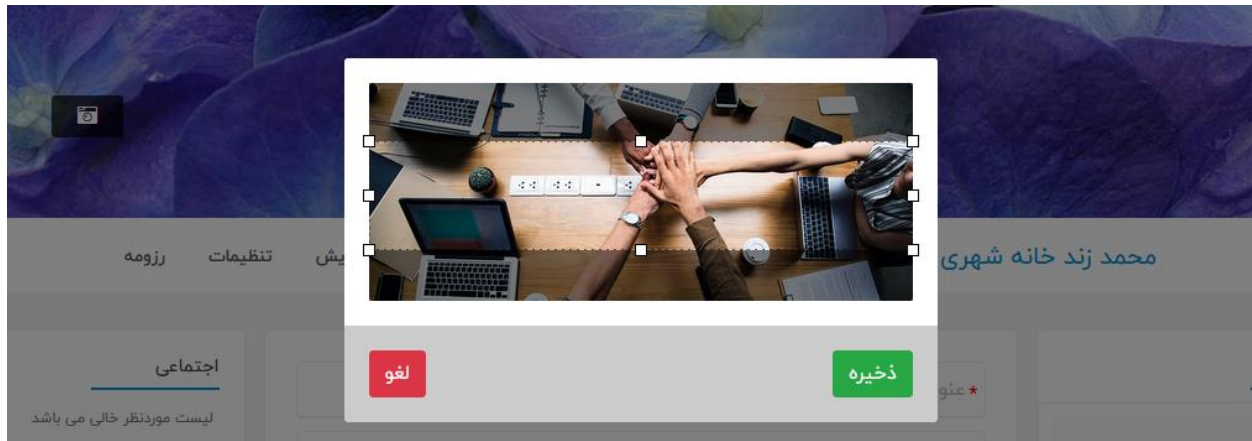 محمد زند خانه شهری
تنظیمات
رزومه
ذخیره
لغو
اجتماعی
لیست موردنظر خالی می باشد